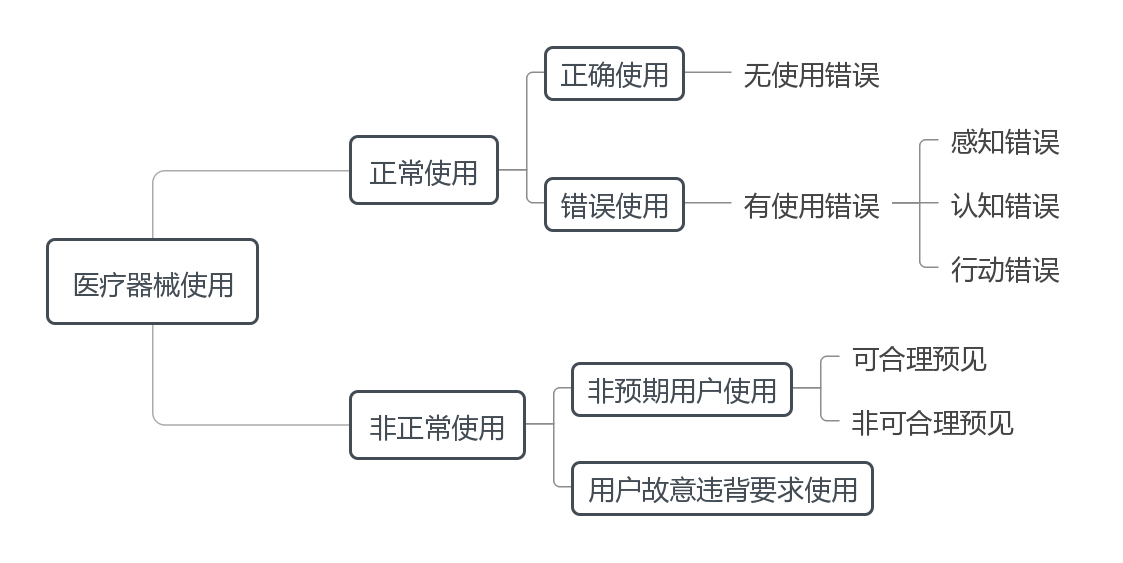 正确使用
无使用错误
感知错误
正常使用
错误使用
有使用错误
认知错误
行动错误
医疗器械使用
可合理预见
非预期用户使用
非可合理预见
非正常使用
用户故意违背要求使用